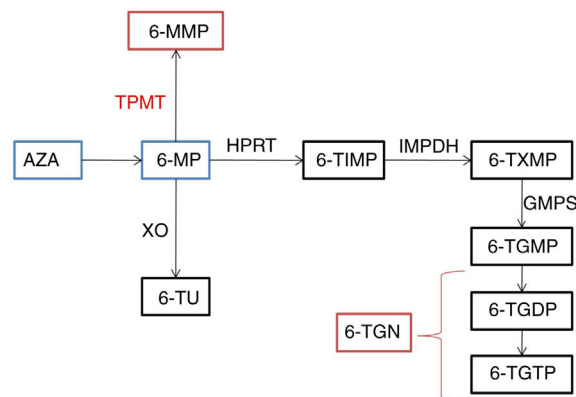 6-MMP
TPMT
AZA
6-MP
HPRT
6-TIMP
IMPDH
6-TXMP
GMPS
XO
6-TGMP
6-TU
6-TGDP
6-TGN
6-TGTP